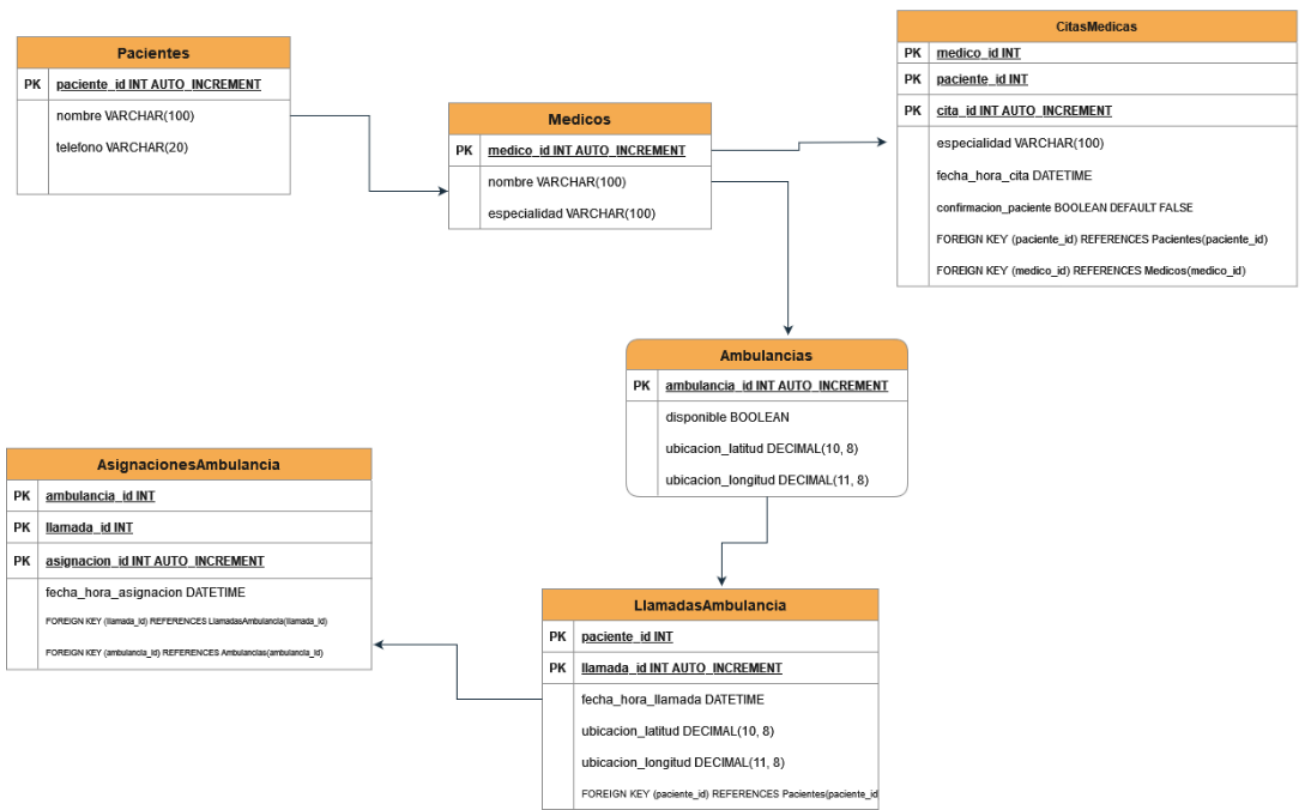 Pacientes
PK paciente_id INT AUTO_INCREMENT
nombre VARCHAR(100)
telefono VARCHAR(20)
Medicos
PK medico_id INT AUTO_INCREMENT
nombre VARCHAR(100)
especialidad VARCHAR(100)
CitasMedicas
PK medico_id INT
PK paciente_id INT
PK cita_id INT AUTO_INCREMENT
especialidad VARCHAR(100)
fecha_hora_cita DATETIME
confirmacion_paciente BOOLEAN DEFAULT FALSE
FOREIGN KEY (paciente_id) REFERENCES Pacientes(paciente_id)
FOREIGN KEY (medico_id) REFERENCES Medicos(medico_id)
Ambulancias
PK ambulancia_id INT AUTO_INCREMENT
disponible BOOLEAN
ubicacion_latitud DECIMAL(10, 8)
ubicacion_longitud DECIMAL(11, 8)
AsignacionesAmbulancia
PK ambulancia_id INT
PK llamada_id INT
PK asignacion_id INT AUTO_INCREMENT
fecha_hora_asignacion DATETIME
FOREIGN KEY (llamada_id) REFERENCES LlamadasAmbulancia(llamada_id)
FOREIGN KEY (ambulancia_id) REFERENCES Ambulancias(ambulancia_id)
LlamadasAmbulancia
PK paciente_id INT
PK llamada_id INT AUTO_INCREMENT
fecha_hora_llamada DATETIME
ubicacion_latitud DECIMAL(10, 8)
ubicacion_longitud DECIMAL(11, 8)
FOREIGN KEY (paciente_id) REFERENCES Pacientes(paciente_id